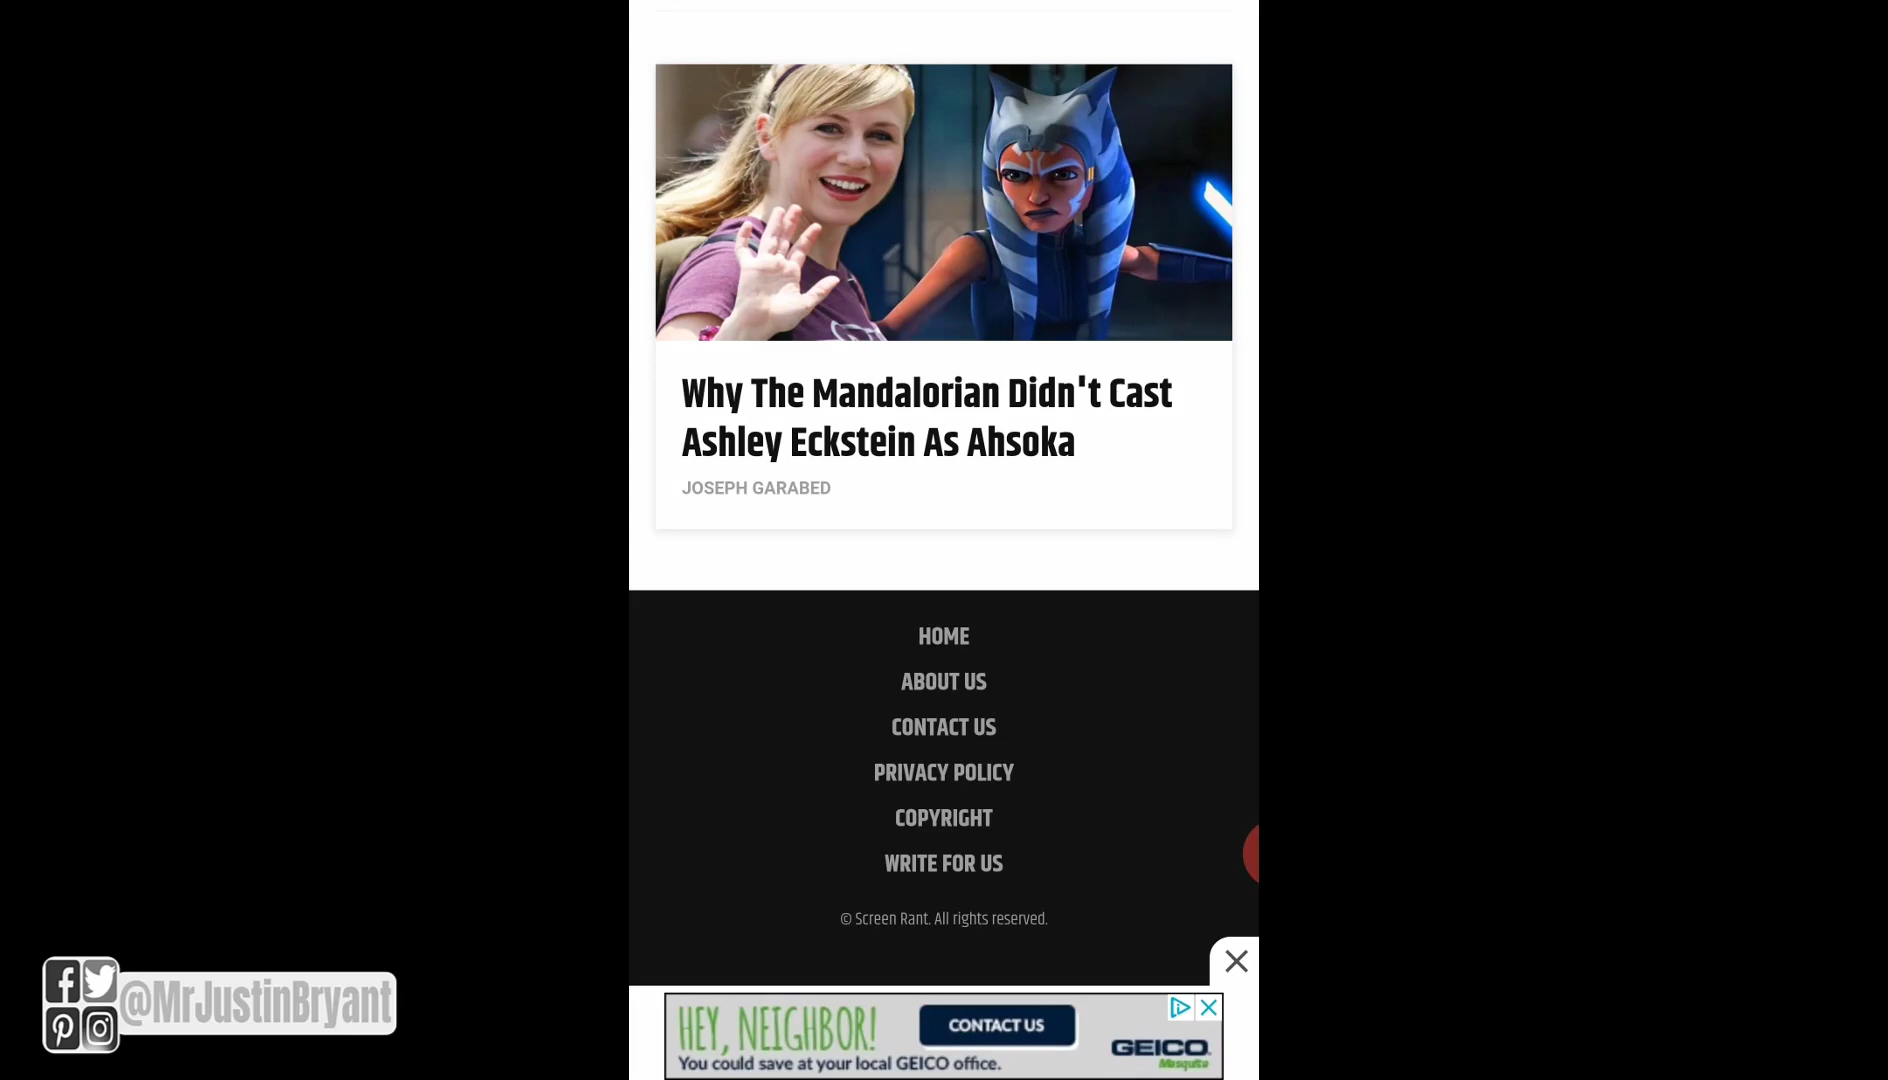 Why The Mandalorian Didn't Cast
Ashley Eckstein As Ahsoka
JOSEPH GARABED
HOME
ABOUT US
CONTACT US
PRIVACY POLICY
COPYRIGHT
WRITE FOR US
© Screen Rant. All rights reserved.
@MrJustinBryant
HEY, NEIGHBOR!
CONTACT US
You could save at your local GEICO office.
GEICO
Mesquite